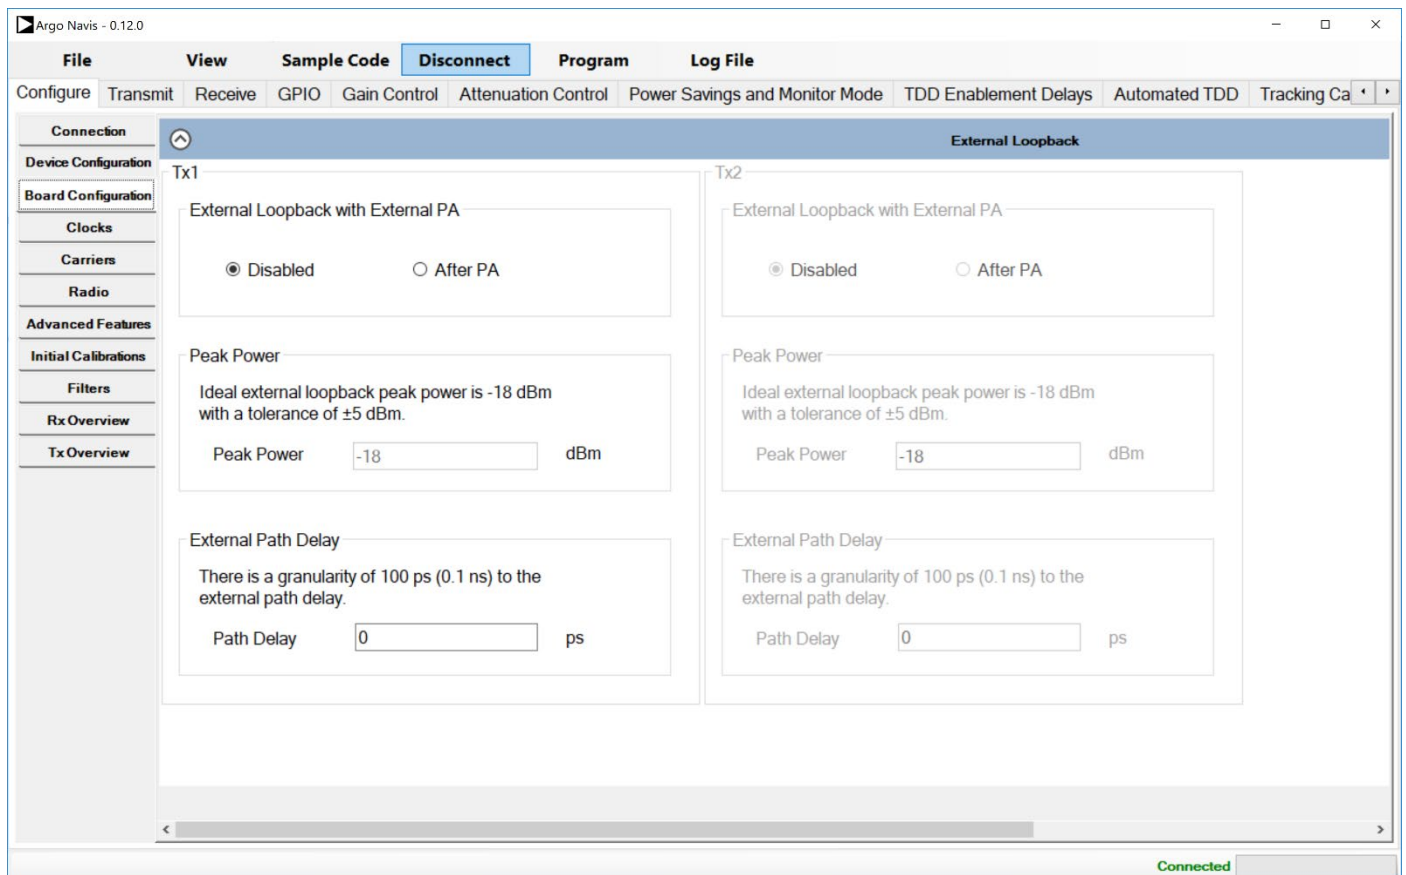 Argo Navis - 0.12.0
File View Sample Code Disconnect Program Log File
Configure Transmit Receive GPIO Gain Control Attenuation Control Power Savings and Monitor Mode TDD Enablement Delays Automated TDD Tracking Ca
Connection
Device Configuration
Board Configuration
Clocks
Carriers
Radio
Advanced Features
Initial Calibrations
Filters
Rx Overview
Tx Overview
External Loopback
Tx1
External Loopback with External PA
Disabled After PA
Peak Power
Ideal external loopback peak power is -18 dBm
with a tolerance of ±5 dBm.
Peak Power -18 dBm
External Path Delay
There is a granularity of 100 ps (0.1 ns) to the
external path delay.
Path Delay 0 ps
Tx2
External Loopback with External PA
Disabled After PA
Peak Power
Ideal external loopback peak power is -18 dBm
with a tolerance of ±5 dBm.
Peak Power -18 dBm
External Path Delay
There is a granularity of 100 ps (0.1 ns) to the
external path delay.
Path Delay 0 ps
Connected